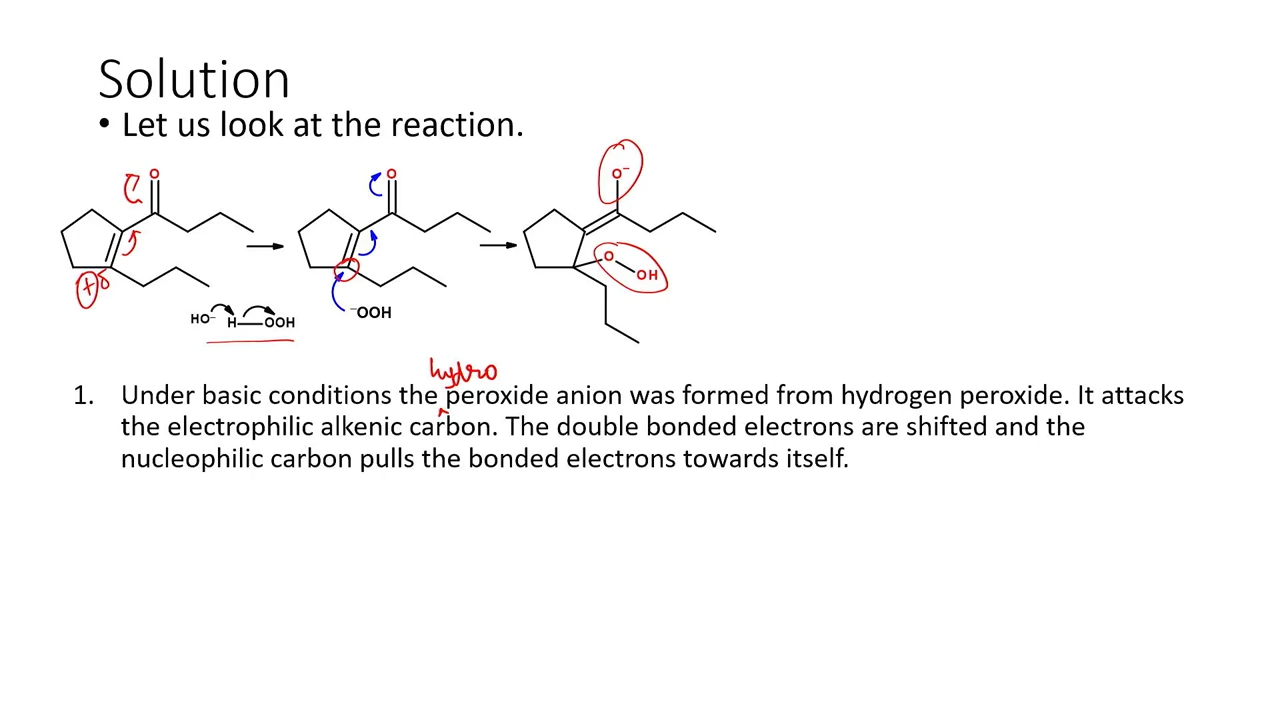 Solution
• Let us look at the reaction.
O
O
O⁻
O
OH
+δ
HO⁻ H—OOH
⁻OOH
hydro
1. Under basic conditions the peroxide anion was formed from hydrogen peroxide. It attacks
the electrophilic alkenic carbon. The double bonded electrons are shifted and the
nucleophilic carbon pulls the bonded electrons towards itself.